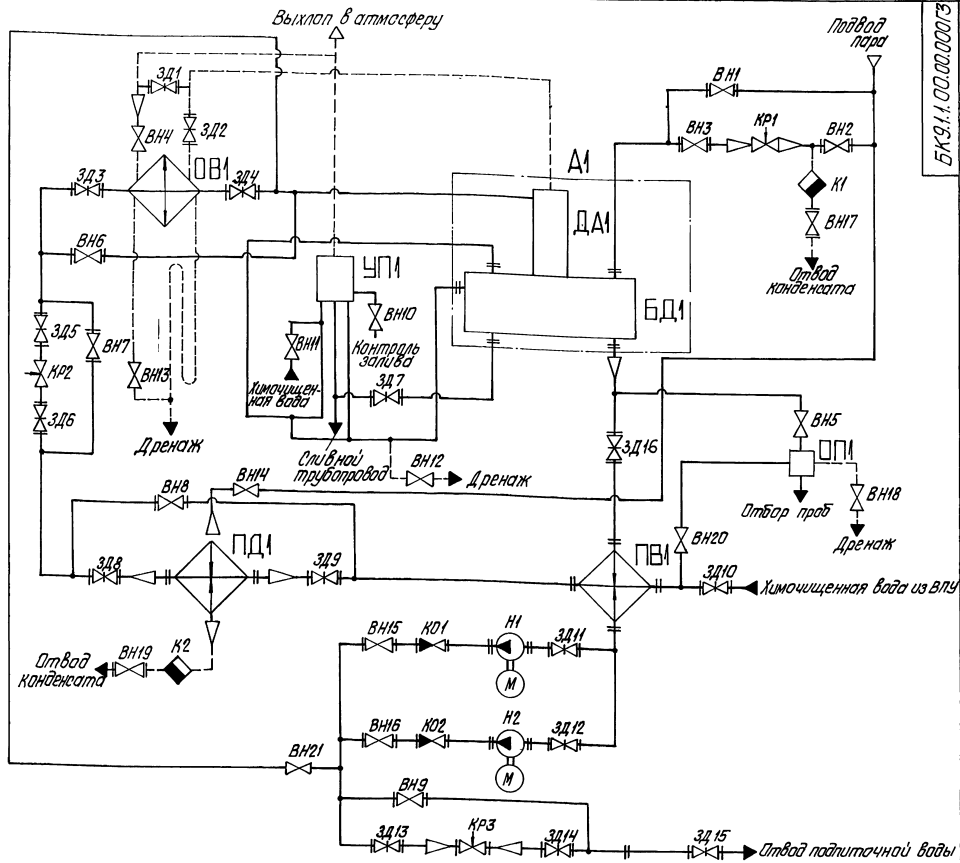 Выхлоп в атмосферу
Подвод
пара
БК9.1.1.00.00.000Г3
ЗД1
ВН1
ВН4
ЗД2
ВН3
КР1
ВН2
ОВ1
А1
К1
ЗД3
ЗД4
ДА1
ВН17
ВН6
УП1
Отвод
конденсата
БД1
ВН10
ЗД5
ВН7
ВН11
Контроль
залива
КР2
ВН13
Химочищен-
ная вода
ЗД7
ЗД6
ВН5
Дренаж
ЗД16
ОП1
Сливной
трубопровод
ВН12
Дренаж
ВН14
ВН8
ВН18
Отбор проб
ВН20
Дренаж
ПД1
ПВ1
ЗД8
ЗД9
ЗД10
Химочищенная вода из ВПУ
Н1
ВН15
КО1
ЗД11
Отвод
конденсата
ВН19
К2
М
Н2
ВН16
КО2
ЗД12
ВН21
М
ВН9
ЗД13
КР3
ЗД14
ЗД15
Отвод подпиточной воды